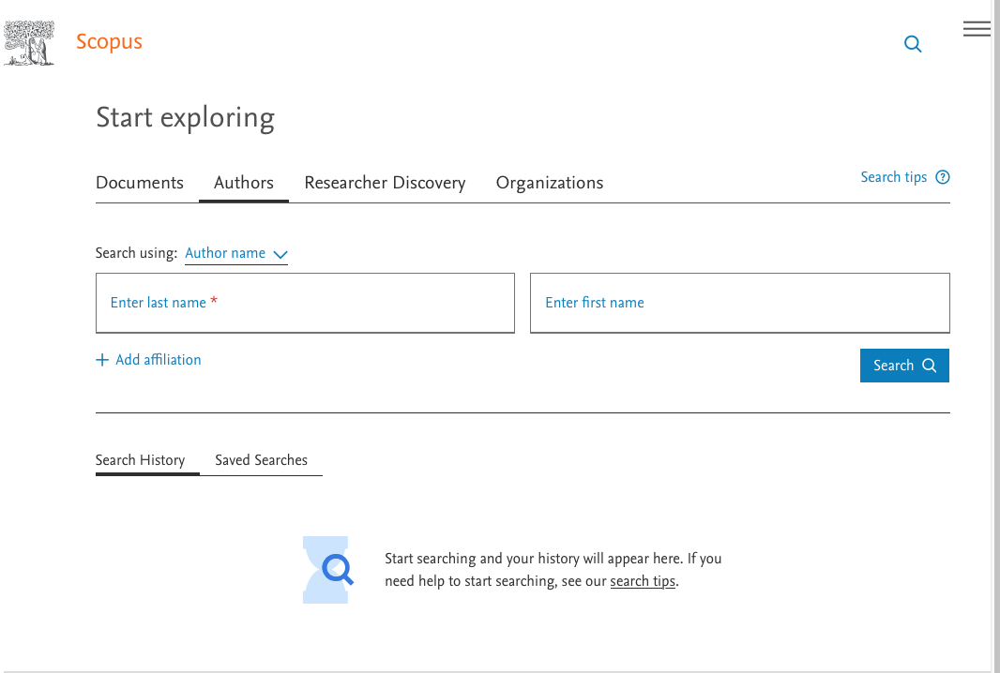 Scopus
Start exploring
Documents Authors Researcher Discovery Organizations Search tips
Search using: Author name
Enter last name * Enter first name
+ Add affiliation
Search
Search History Saved Searches
Start searching and your history will appear here. If you
need help to start searching, see our search tips.